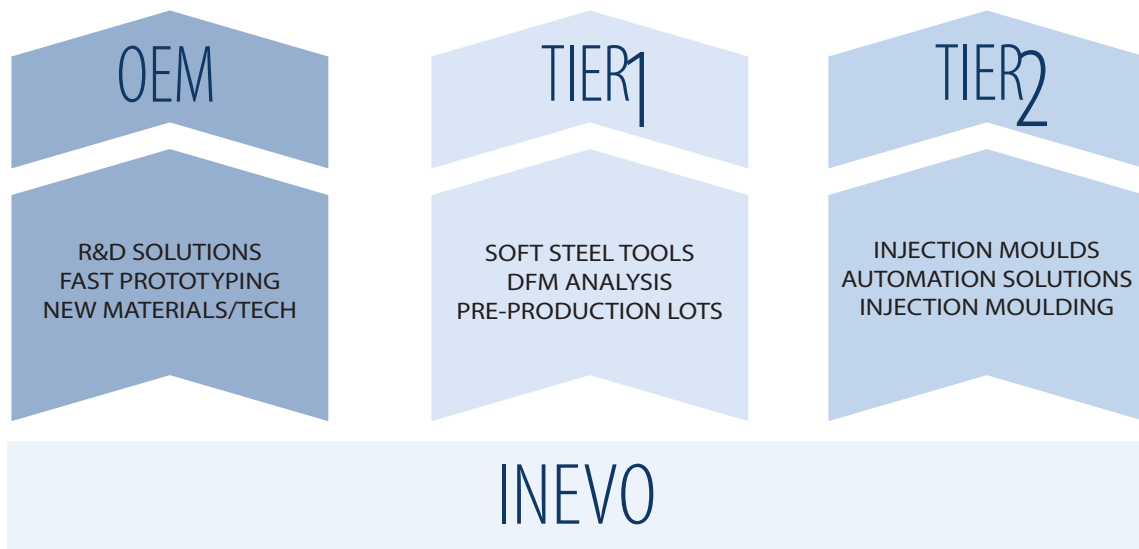 OEM
R&D SOLUTIONS
FAST PROTOTYPING
NEW MATERIALS/TECH
TIER1
SOFT STEEL TOOLS
DFM ANALYSIS
PRE-PRODUCTION LOTS
TIER2
INJECTION MOULDS
AUTOMATION SOLUTIONS
INJECTION MOULDING
INEVO